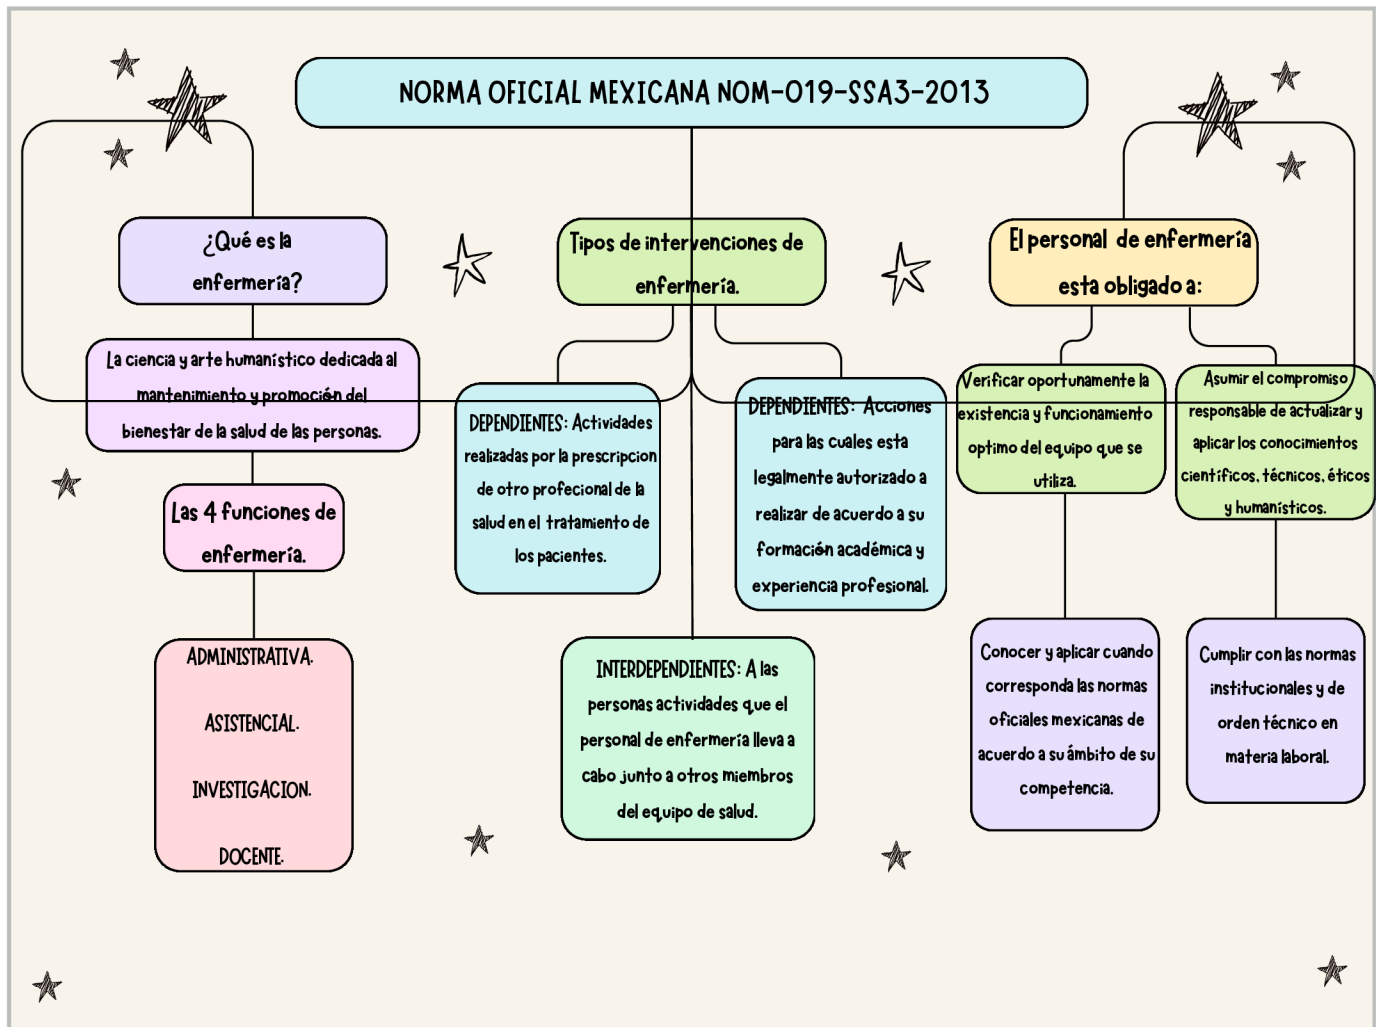 NORMA OFICIAL MEXICANA NOM-019-SSA3-2013
¿Qué es la
enfermería?
La ciencia y arte humanístico dedicada al
mantenimiento y promoción del
bienestar de la salud de las personas.
Las 4 funciones de
enfermería.
ADMINISTRATIVA.
ASISTENCIAL.
INVESTIGACION.
DOCENTE.
Tipos de intervenciones de
enfermería.
DEPENDIENTES: Actividades
realizadas por la prescripcion
de otro profecional de la
salud en el tratamiento de
los pacientes.
DEPENDIENTES: Acciones
para las cuales esta
legalmente autorizado a
realizar de acuerdo a su
formación académica y
experiencia profesional.
INTERDEPENDIENTES: A las
personas actividades que el
personal de enfermería lleva a
cabo junto a otros miembros
del equipo de salud.
El personal de enfermería
esta obligado a:
Verificar oportunamente la
existencia y funcionamiento
optimo del equipo que se
utiliza.
Conocer y aplicar cuando
corresponda las normas
oficiales mexicanas de
acuerdo a su ámbito de su
competencia.
Asumir el compromiso
responsable de actualizar y
aplicar los conocimientos
científicos, técnicos, éticos
y humanísticos.
Cumplir con las normas
institucionales y de
orden técnico en
materia laboral.